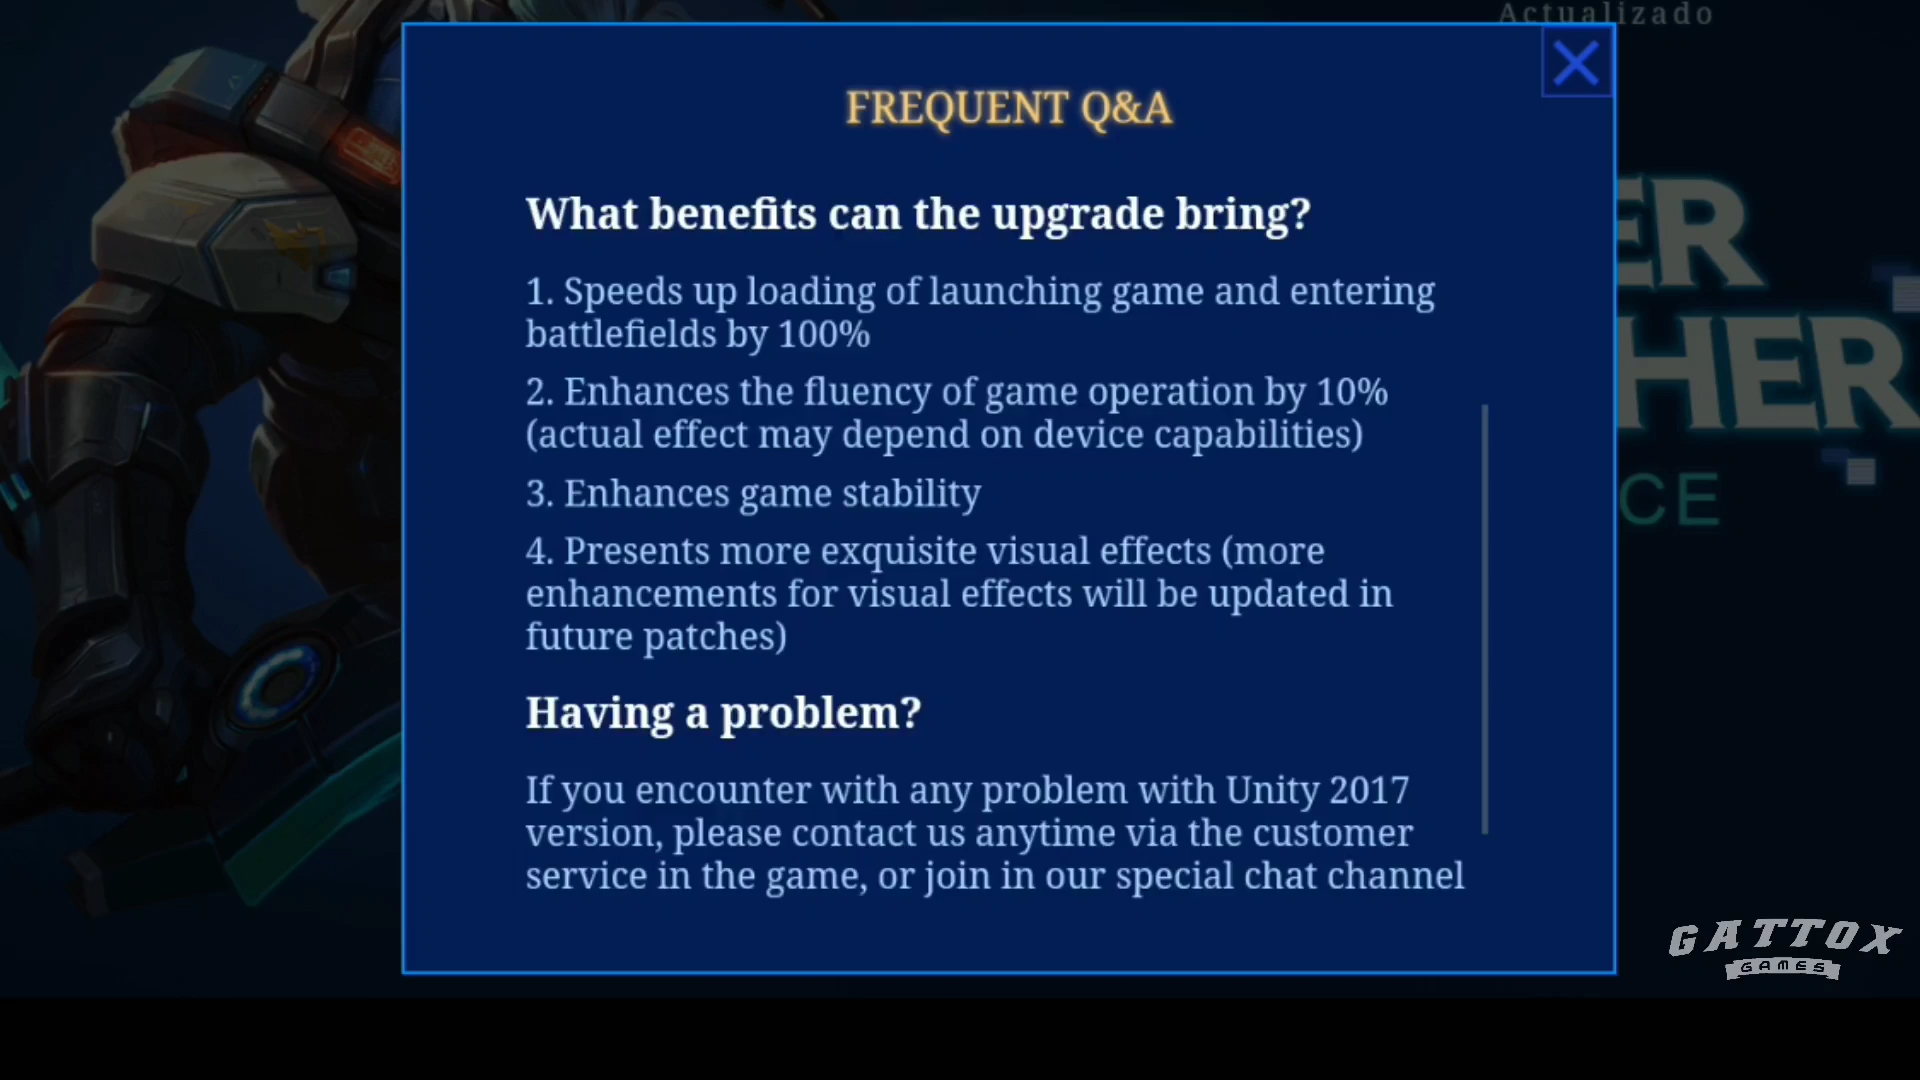 Actualizado
FREQUENT Q&A
What benefits can the upgrade bring?
1. Speeds up loading of launching game and entering
battlefields by 100%
2. Enhances the fluency of game operation by 10%
(actual effect may depend on device capabilities)
3. Enhances game stability
4. Presents more exquisite visual effects (more
enhancements for visual effects will be updated in
future patches)
Having a problem?
If you encounter with any problem with Unity 2017
version, please contact us anytime via the customer
service in the game, or join in our special chat channel
ER
HER
CE
GATTOX
GAMES